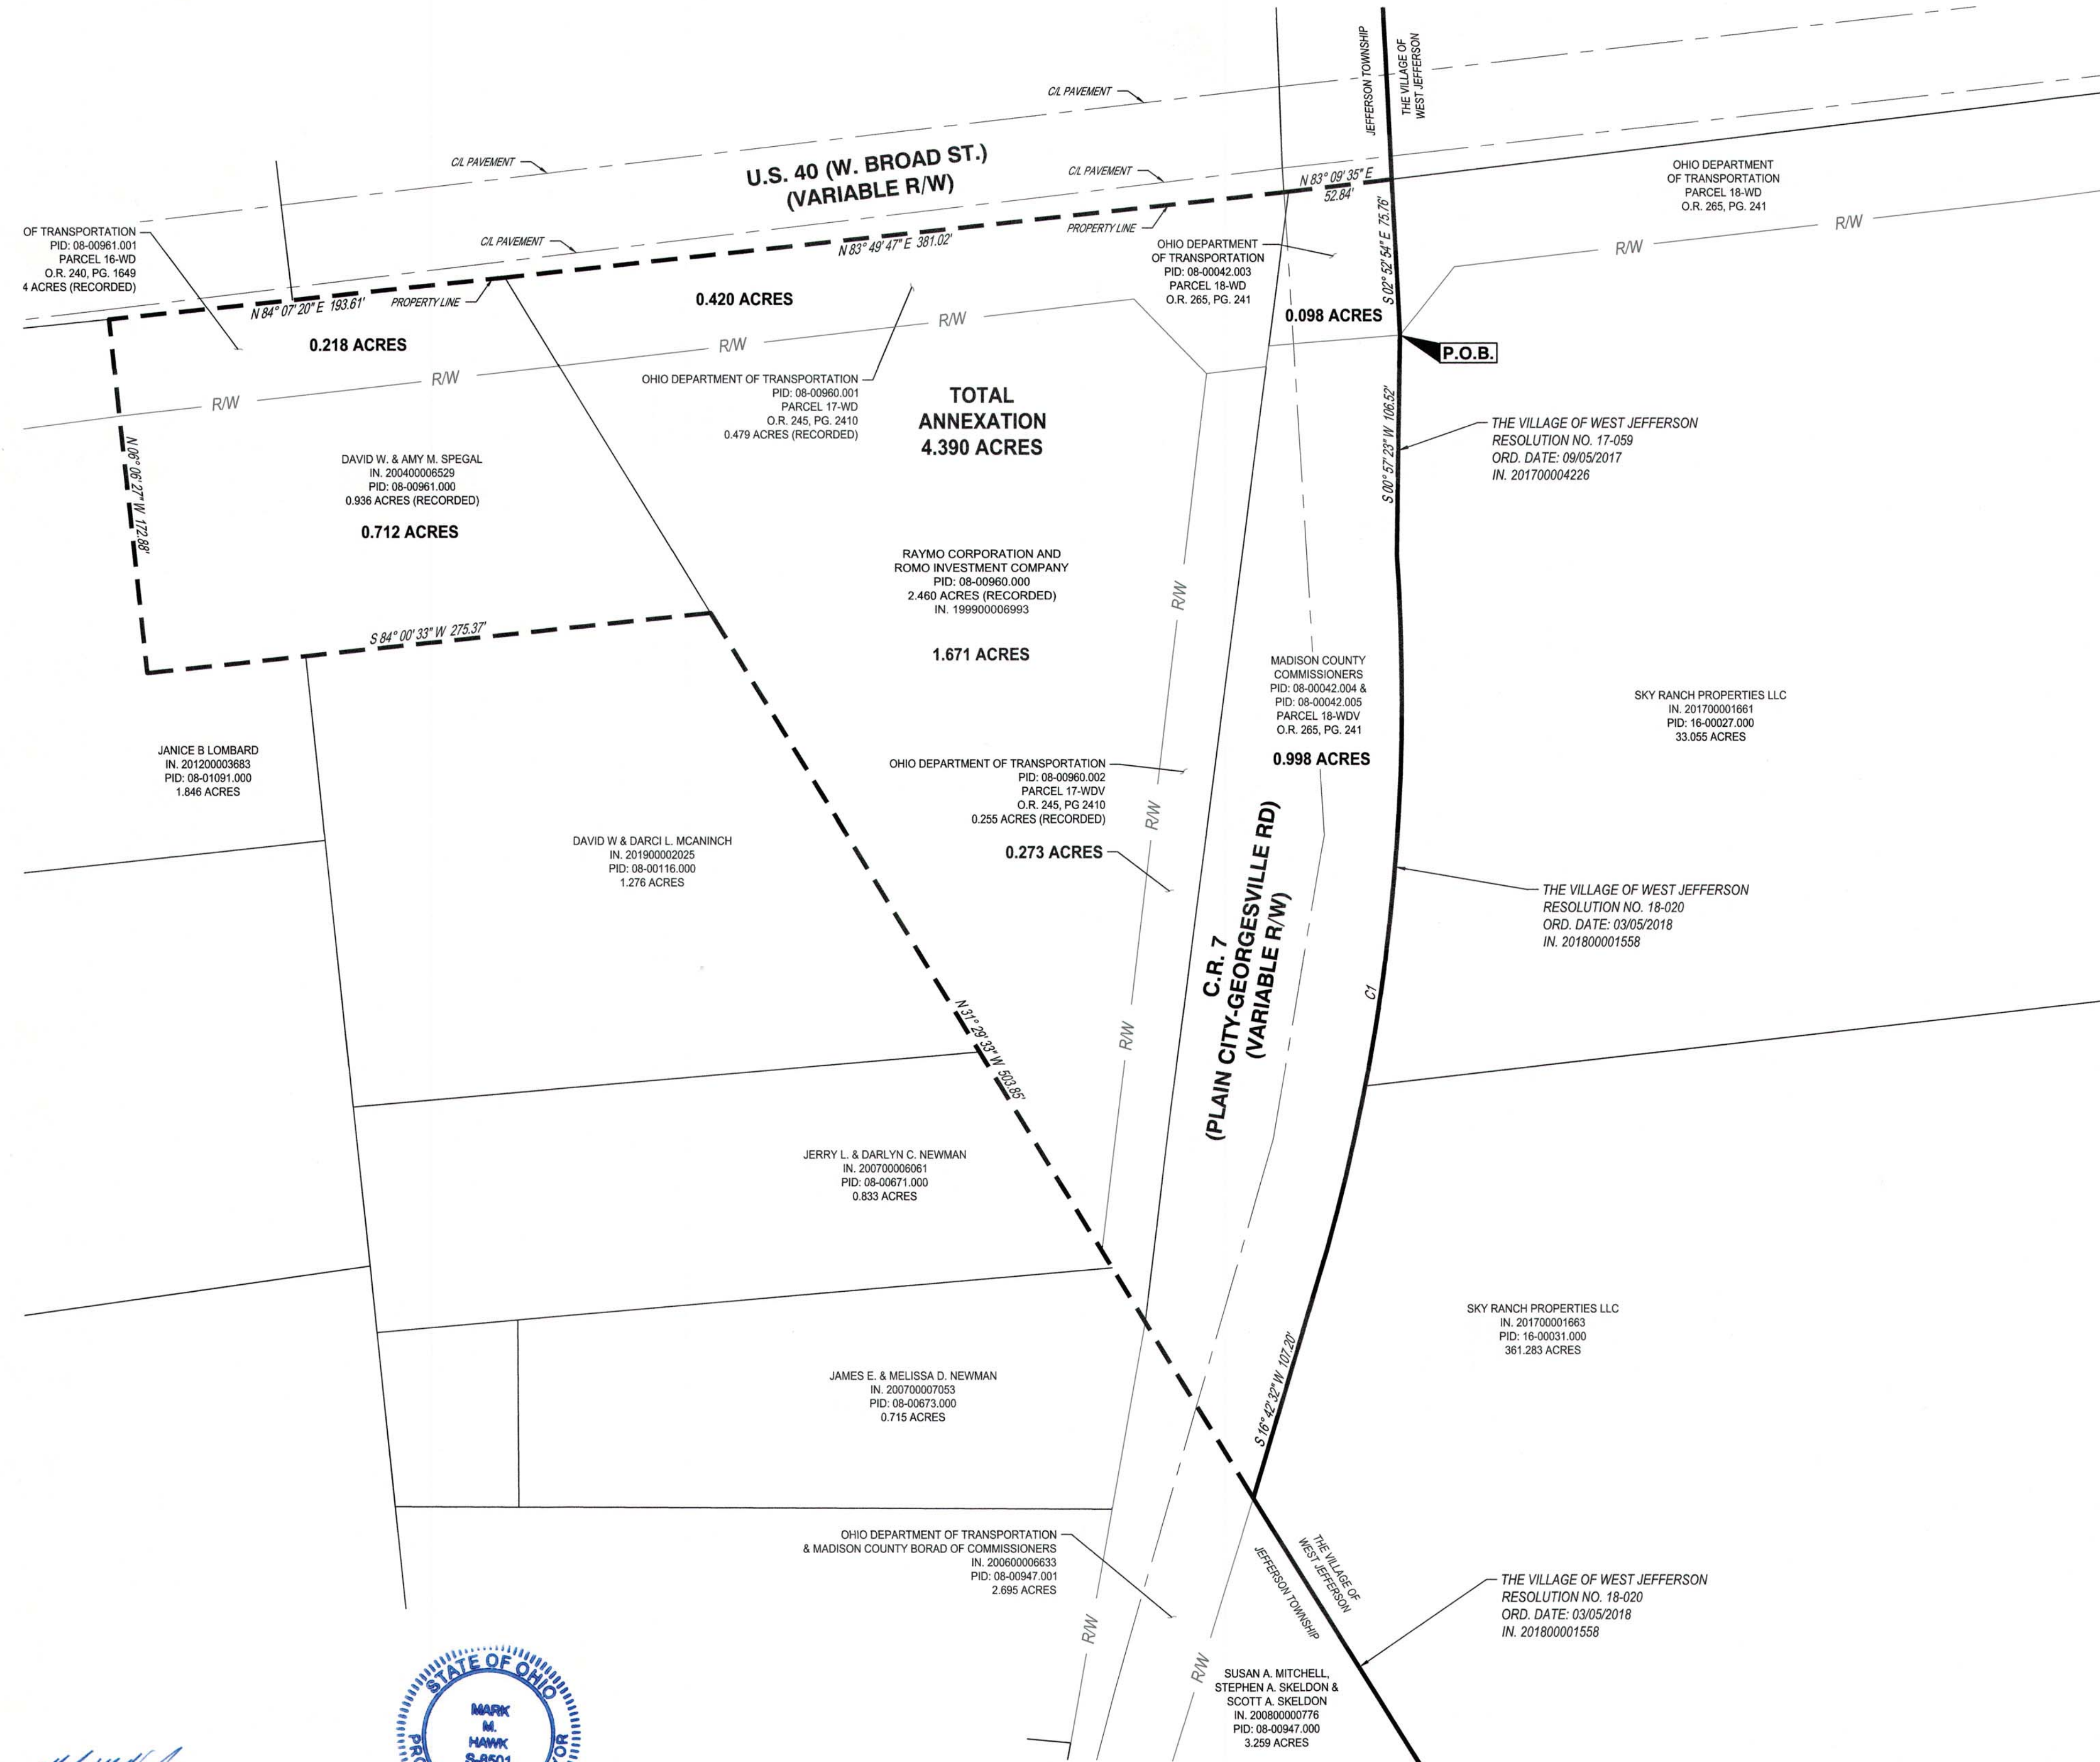 JEFFERSON TOWNSHIP
THE VILLAGE OF
WEST JEFFERSON
C/L PAVEMENT
C/L PAVEMENT
U.S. 40 (W. BROAD ST.)
(VARIABLE R/W)
C/L PAVEMENT
C/L PAVEMENT
N 83° 09' 35" E
52.84'
OHIO DEPARTMENT
OF TRANSPORTATION
PARCEL 18-WD
O.R. 265, PG. 241
R/W
R/W
OF TRANSPORTATION
PID: 08-00961.001
PARCEL 16-WD
O.R. 240, PG. 1649
4 ACRES (RECORDED)
N 84° 07' 20" E 193.61'
PROPERTY LINE
N 83° 49' 47" E 381.02'
PROPERTY LINE
OHIO DEPARTMENT
OF TRANSPORTATION
PID: 08-00042.003
PARCEL 18-WD
O.R. 265, PG. 241
S 02° 52' 54" E 75.76'
0.098 ACRES
P.O.B.
0.218 ACRES
0.420 ACRES
R/W
R/W
R/W
R/W
OHIO DEPARTMENT OF TRANSPORTATION
PID: 08-00960.001
PARCEL 17-WD
O.R. 245, PG. 2410
0.479 ACRES (RECORDED)
TOTAL
ANNEXATION
4.390 ACRES
S 00° 57' 23" W 106.52'
THE VILLAGE OF WEST JEFFERSON
RESOLUTION NO. 17-059
ORD. DATE: 09/05/2017
IN. 201700004226
N 06° 06' 27" W 172.88'
DAVID W. & AMY M. SPEGAL
IN. 200400006529
PID: 08-00961.000
0.936 ACRES (RECORDED)
0.712 ACRES
S 84° 00' 33" W 275.37'
RAYMO CORPORATION AND
ROMO INVESTMENT COMPANY
PID: 08-00960.000
2.460 ACRES (RECORDED)
IN. 199900006993
1.671 ACRES
R/W
MADISON COUNTY
COMMISSIONERS
PID: 08-00042.004 &
PID: 08-00042.005
PARCEL 18-WDV
O.R. 265, PG. 241
0.998 ACRES
SKY RANCH PROPERTIES LLC
IN. 201700001661
PID: 16-00027.000
33.055 ACRES
JANICE B LOMBARD
IN. 201200003683
PID: 08-01091.000
1.846 ACRES
OHIO DEPARTMENT OF TRANSPORTATION
PID: 08-00960.002
PARCEL 17-WDV
O.R. 245, PG 2410
0.255 ACRES (RECORDED)
0.273 ACRES
R/W
DAVID W & DARCI L. MCANINCH
IN. 201900002025
PID: 08-00116.000
1.276 ACRES
C.R. 7
(PLAIN CITY-GEORGESVILLE RD)
(VARIABLE R/W)
THE VILLAGE OF WEST JEFFERSON
RESOLUTION NO. 18-020
ORD. DATE: 03/05/2018
IN. 201800001558
C1
N 31° 29' 33" W 503.85'
R/W
JERRY L. & DARLYN C. NEWMAN
IN. 200700006061
PID: 08-00671.000
0.833 ACRES
SKY RANCH PROPERTIES LLC
IN. 201700001663
PID: 16-00031.000
361.283 ACRES
S 16° 42' 32" W 107.20'
JAMES E. & MELISSA D. NEWMAN
IN. 200700007053
PID: 08-00673.000
0.715 ACRES
OHIO DEPARTMENT OF TRANSPORTATION
& MADISON COUNTY BORAD OF COMMISSIONERS
IN. 200600006633
PID: 08-00947.001
2.695 ACRES
THE VILLAGE OF
WEST JEFFERSON
JEFFERSON TOWNSHIP
THE VILLAGE OF WEST JEFFERSON
RESOLUTION NO. 18-020
ORD. DATE: 03/05/2018
IN. 201800001558
R/W
R/W
SUSAN A. MITCHELL,
STEPHEN A. SKELDON &
SCOTT A. SKELDON
IN. 200800000776
PID: 08-00947.000
3.259 ACRES
STATE OF OHIO
MARK
M.
HAWK
S-8501